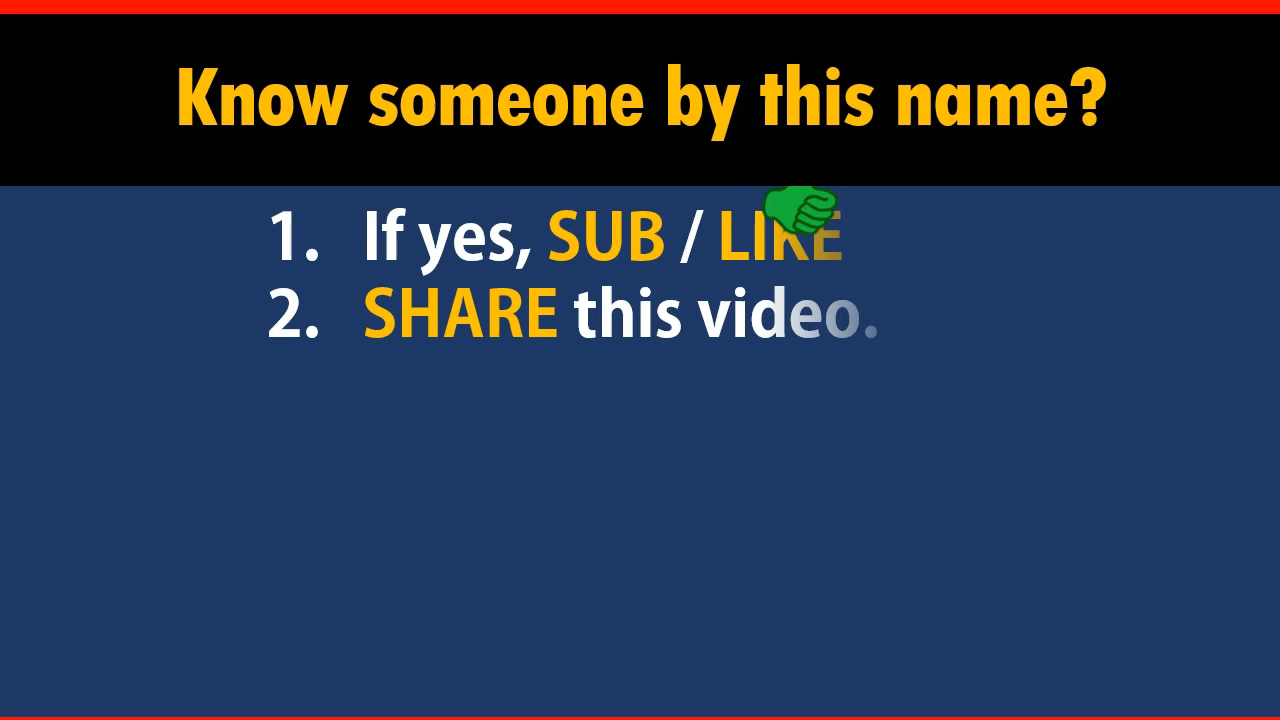 Know someone by this name?
1. If yes, SUB / LIKE
2. SHARE this video.